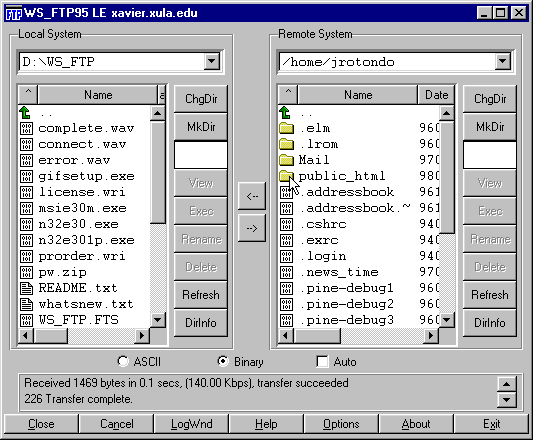 WS_FTP95 LE xavier.xula.edu
Local System
D:\WS_FTP
^ Name
ChgDir
MkDir
View
Exec
Rename
Delete
Refresh
DirInfo
..
complete.wav
connect.wav
error.wav
gifsetup.exe
license.wri
msie30m.exe
n32e30.exe
n32e301p.exe
prorder.wri
pw.zip
README.txt
whatsnew.txt
WS_FTP.FTS
<--
-->
Remote System
/home/jrotondo
^ Name Date
..
.elm 960
.lrom 960
Mail 970
public_html 980
.addressbook 961
.addressbook.~ 961
.cshrc 940
.exrc 940
.login 940
.news_time 970
.pine-debug1 960
.pine-debug2 960
.pine-debug3 960
ChgDir
MkDir
View
Exec
Rename
Delete
Refresh
DirInfo
ASCII Binary Auto
Received 1469 bytes in 0.1 secs, (140.00 Kbps), transfer succeeded
226 Transfer complete.
Close Cancel LogWnd Help Options About Exit